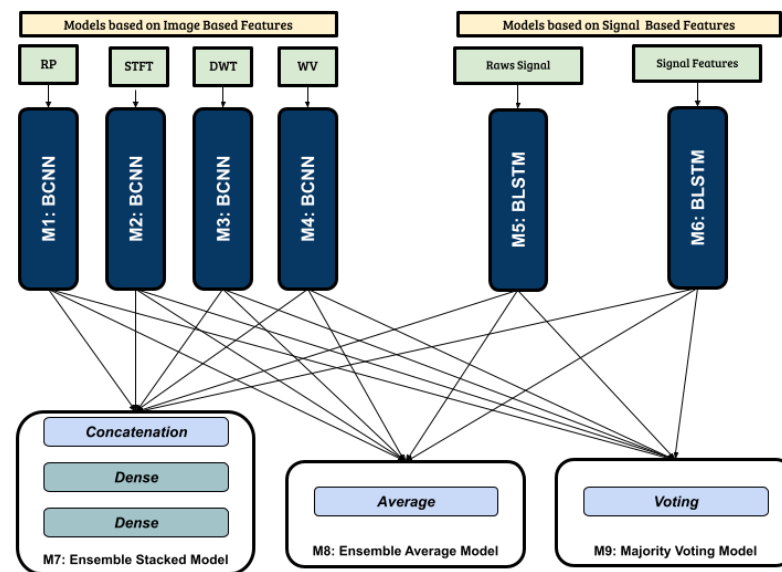 Models based on Image Based Features
Models based on Signal Based Features
RP
STFT
DWT
WV
Raws Signal
Signal Features
M1: BCNN
M2: BCNN
M3: BCNN
M4: BCNN
M5: BLSTM
M6: BLSTM
Concatenation
Dense
Dense
M7: Ensemble Stacked Model
Average
M8: Ensemble Average Model
Voting
M9: Majority Voting Model